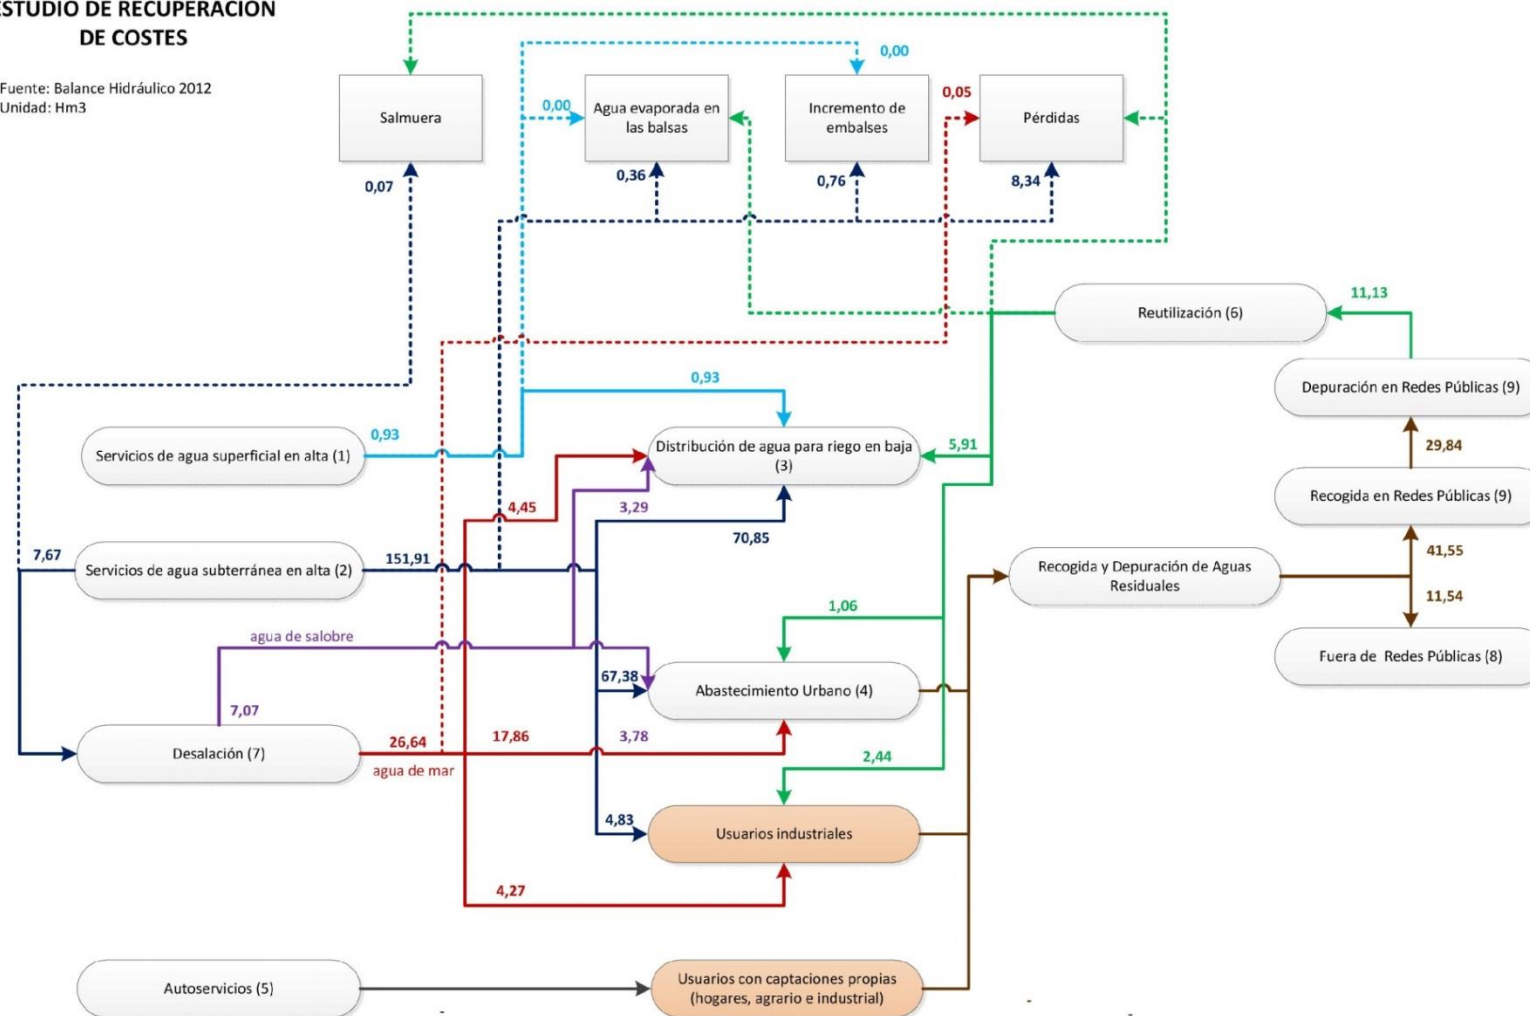 ESTUDIO DE RECUPERACIÓN
DE COSTES
Fuente: Balance Hidráulico 2012
Unidad: Hm3
0,00
0,05
0,00
Salmuera
Agua evaporada en
las balsas
Incremento de
embalses
Pérdidas
0,07
0,36
0,76
8,34
Reutilización (6)
11,13
0,93
Depuración en Redes Públicas (9)
0,93
Servicios de agua superficial en alta (1)
Distribución de agua para riego en baja
(3)
5,91
29,84
Recogida en Redes Públicas (9)
4,45
3,29
70,85
7,67
Servicios de agua subterránea en alta (2)
151,91
Recogida y Depuración de Aguas
Residuales
41,55
11,54
1,06
agua de salobre
Fuera de Redes Públicas (8)
67,38
Abastecimiento Urbano (4)
7,07
26,64
17,86
3,78
Desalación (7)
agua de mar
2,44
4,83
Usuarios industriales
4,27
Autoservicios (5)
Usuarios con captaciones propias
(hogares, agrario e industrial)